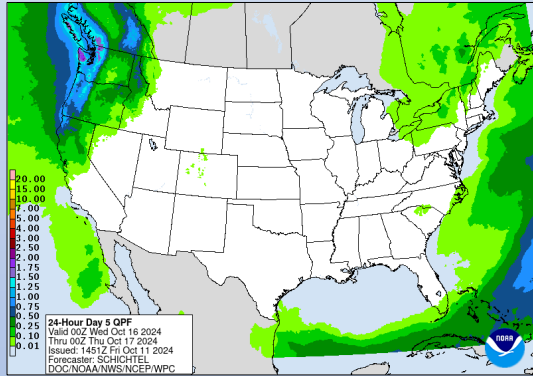 20.00
15.00
10.00
7.00
5.00
4.00
3.00
2.50
2.00
1.75
1.50
1.25
1.00
0.75
0.50
0.25
0.10
0.01
24-Hour Day 5 QPF
Valid 00Z Wed Oct 16 2024
Thru 00Z Thu Oct 17 2024
Issued: 1451Z Fri Oct 11 2024
Forecaster: SCHICHTEL
DOC/NOAA/NWS/NCEP/WPC
NOAA